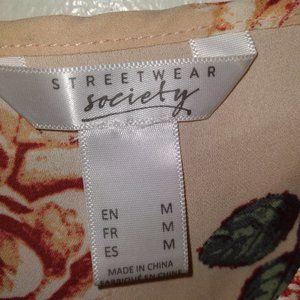 STREETWEAR
society
EN M
FR M
ES M
MADE IN CHINA
FABRIQUÉ EN CHINE